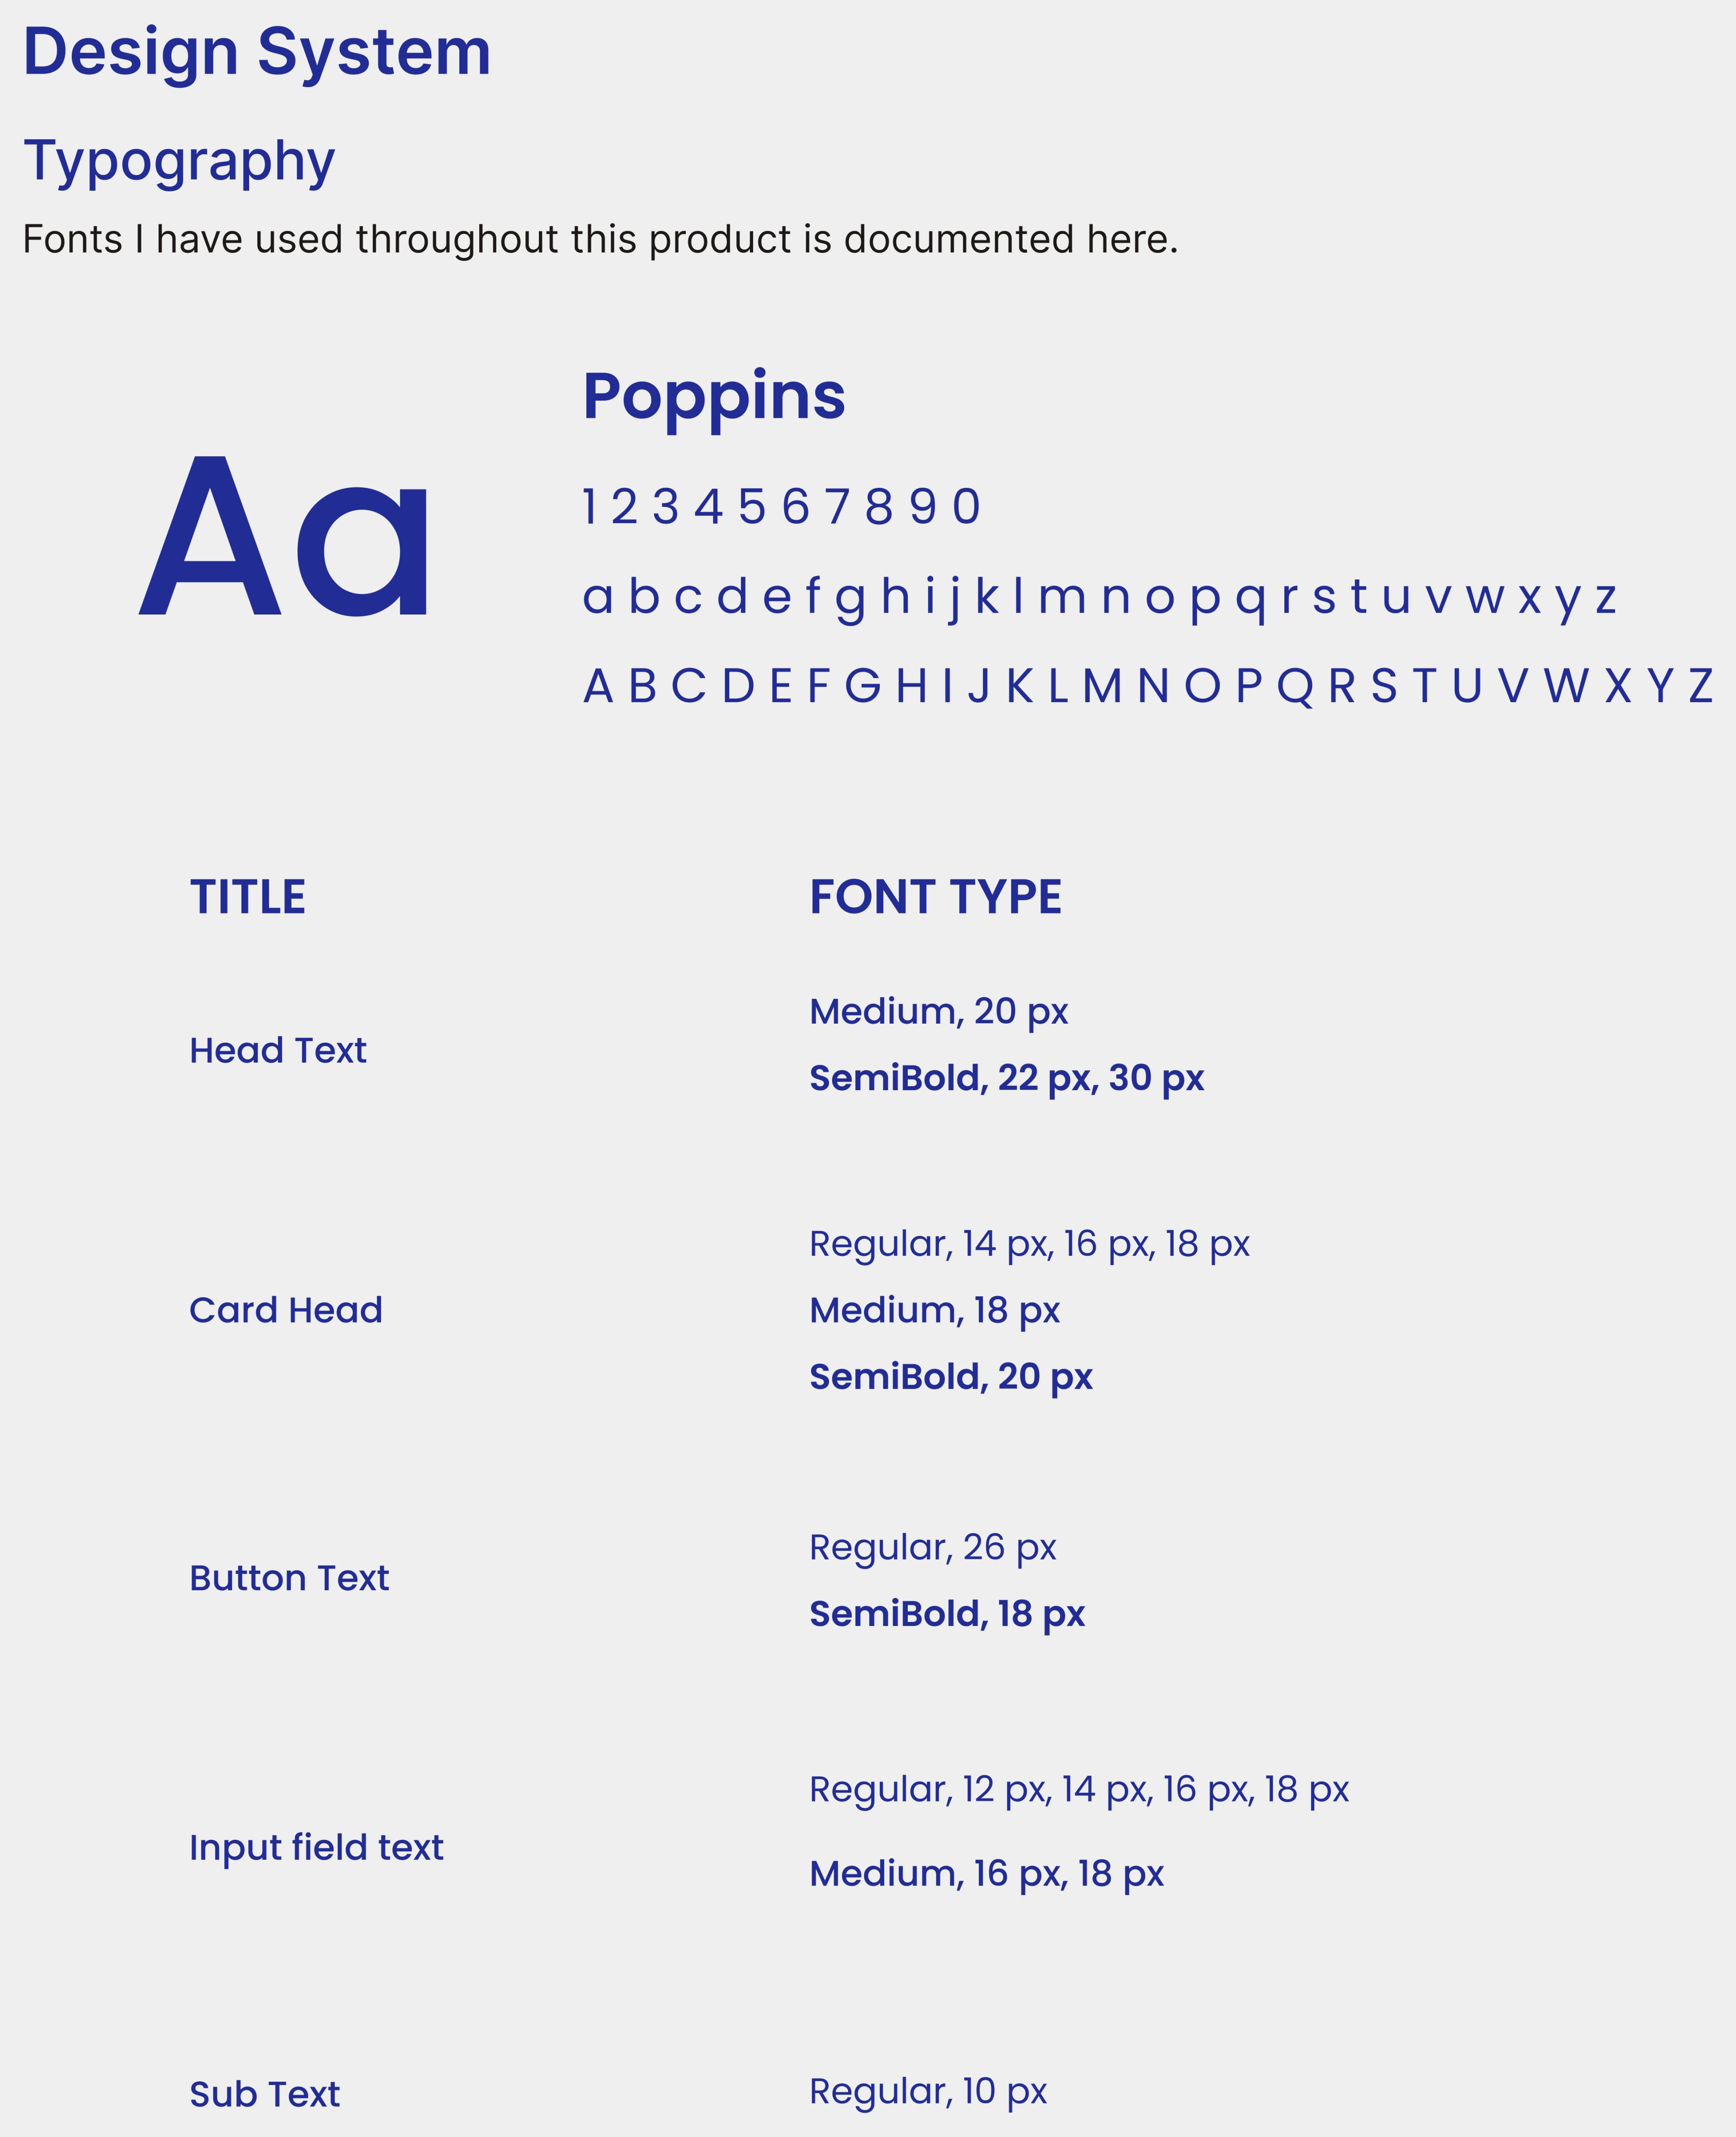 Design System
Typography
Fonts I have used throughout this product is documented here.
Aa
Poppins
1 2 3 4 5 6 7 8 9 0
a b c d e f g h i j k l m n o p q r s t u v w x y z
A B C D E F G H I J K L M N O P Q R S T U V W X Y Z
TITLE
FONT TYPE
Head Text
Medium, 20 px
SemiBold, 22 px, 30 px
Card Head
Regular, 14 px, 16 px, 18 px
Medium, 18 px
SemiBold, 20 px
Button Text
Regular, 26 px
SemiBold, 18 px
Input field text
Regular, 12 px, 14 px, 16 px, 18 px
Medium, 16 px, 18 px
Sub Text
Regular, 10 px